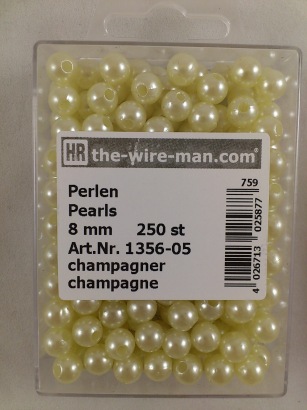 HR the-wire-man.com®
759
Perlen
Pearls
8 mm 250 st
Art.Nr. 1356-05
champagner
champagne
4 026713 025877